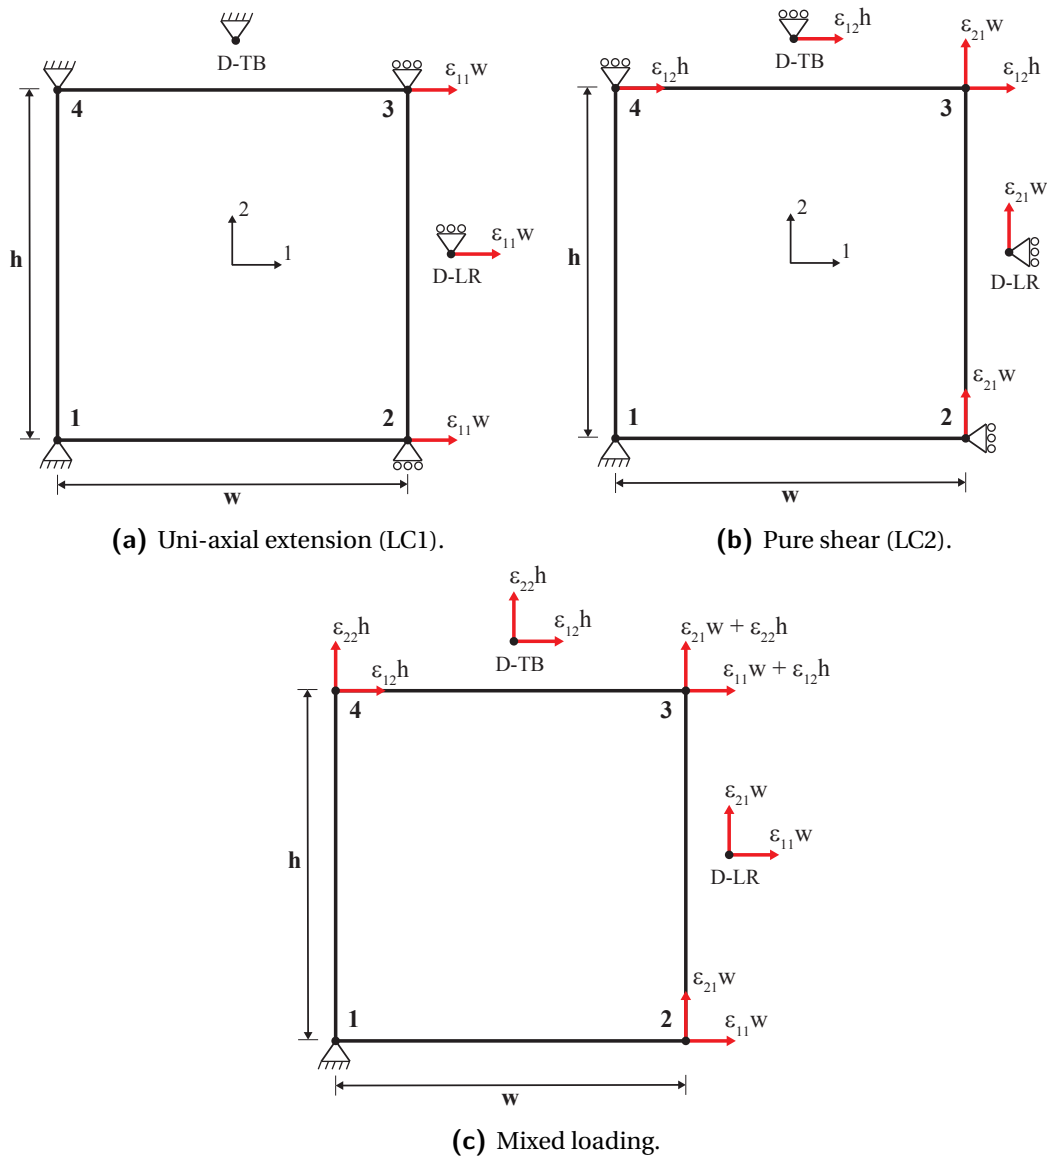 D-TB
ε₁₁w
4
3
2
1
h
ε₁₁w
D-LR
1
2
ε₁₁w
w
(a) Uni-axial extension (LC1).
ε₁₂h
D-TB
ε₂₁w
ε₁₂h
ε₁₂h
4
3
2
1
h
ε₂₁w
D-LR
ε₂₁w
1
2
w
(b) Pure shear (LC2).
ε₂₂h
ε₁₂h
D-TB
ε₂₂h
ε₁₂h
ε₂₁w + ε₂₂h
ε₁₁w + ε₁₂h
4
3
h
ε₂₁w
ε₁₁w
D-LR
ε₂₁w
1
2
ε₁₁w
w
(c) Mixed loading.